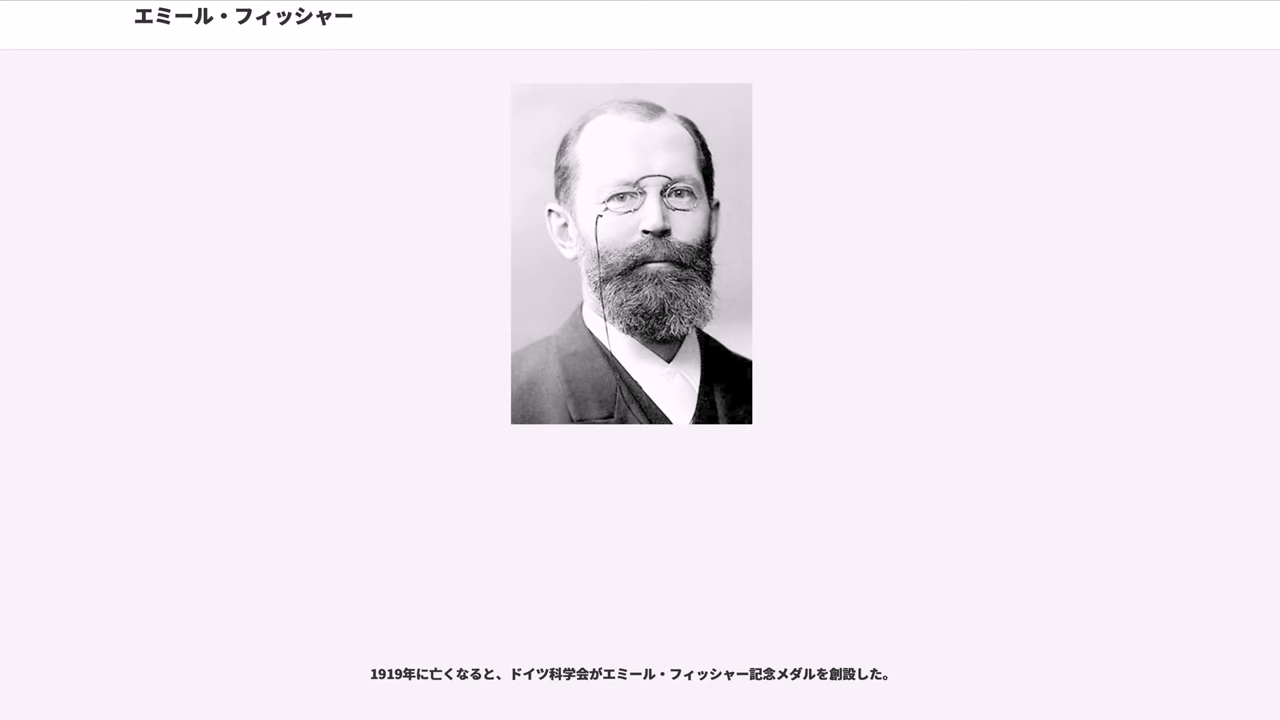 エミール・フィッシャー
1919年に亡くなると、ドイツ科学会がエミール・フィッシャー記念メダルを創設した。